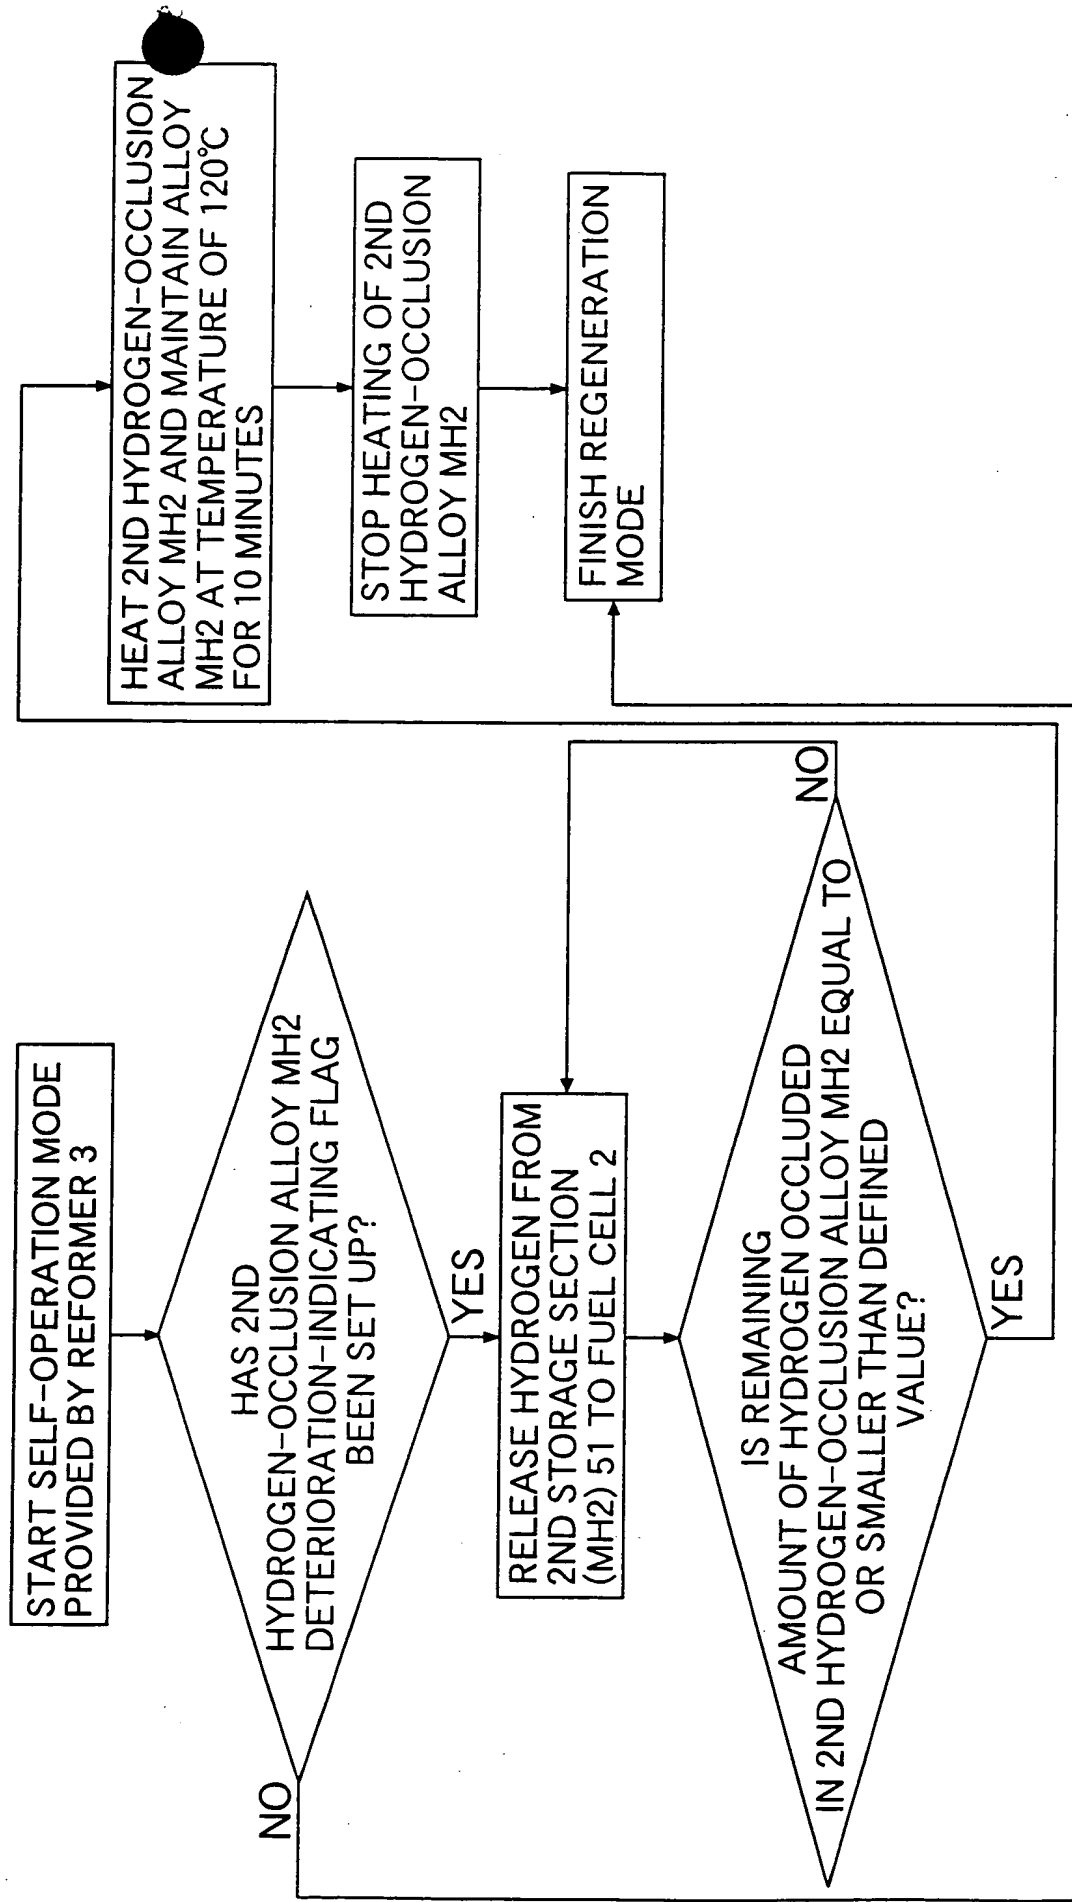 START SELF-OPERATION MODE
PROVIDED BY REFORMER 3
HAS 2ND
HYDROGEN-OCCLUSION ALLOY MH2
DETERIORATION-INDICATING FLAG
BEEN SET UP?
NO
YES
RELEASE HYDROGEN FROM
2ND STORAGE SECTION
(MH2) 51 TO FUEL CELL 2
IS REMAINING
AMOUNT OF HYDROGEN OCCLUDED
IN 2ND HYDROGEN-OCCLUSION ALLOY MH2 EQUAL TO
OR SMALLER THAN DEFINED
VALUE?
NO
YES
HEAT 2ND HYDROGEN-OCCLUSION
ALLOY MH2 AND MAINTAIN ALLOY
MH2 AT TEMPERATURE OF 120°C
FOR 10 MINUTES
STOP HEATING OF 2ND
HYDROGEN-OCCLUSION
ALLOY MH2
FINISH REGENERATION
MODE